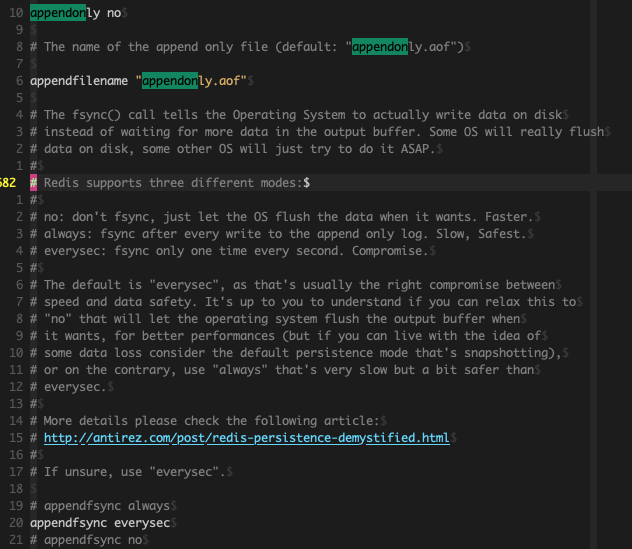 10 appendonly no$
9 $
8 # The name of the append only file (default: "appendonly.aof")$
7 $
6 appendfilename "appendonly.aof"$
5 $
4 # The fsync() call tells the Operating System to actually write data on disk$
3 # instead of waiting for more data in the output buffer. Some OS will really flush$
2 # data on disk, some other OS will just try to do it ASAP.$
1 #$
682 # Redis supports three different modes:$
1 #$
2 # no: don't fsync, just let the OS flush the data when it wants. Faster.$
3 # always: fsync after every write to the append only log. Slow, Safest.$
4 # everysec: fsync only one time every second. Compromise.$
5 #$
6 # The default is "everysec", as that's usually the right compromise between$
7 # speed and data safety. It's up to you to understand if you can relax this to$
8 # "no" that will let the operating system flush the output buffer when$
9 # it wants, for better performances (but if you can live with the idea of$
10 # some data loss consider the default persistence mode that's snapshotting),$
11 # or on the contrary, use "always" that's very slow but a bit safer than$
12 # everysec.$
13 #$
14 # More details please check the following article:$
15 # http://antirez.com/post/redis-persistence-demystified.html$
16 #$
17 # If unsure, use "everysec".$
18 $
19 # appendfsync always$
20 appendfsync everysec$
21 # appendfsync no$